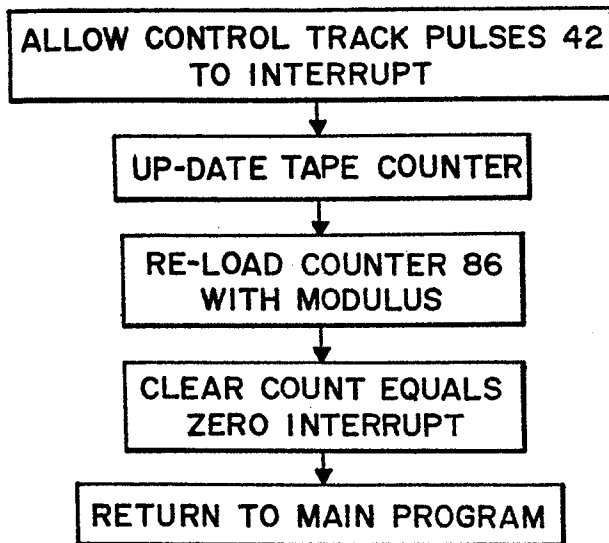 ALLOW CONTROL TRACK PULSES 42
TO INTERRUPT
UP-DATE TAPE COUNTER
RE-LOAD COUNTER 86
WITH MODULUS
CLEAR COUNT EQUALS
ZERO INTERRUPT
RETURN TO MAIN PROGRAM